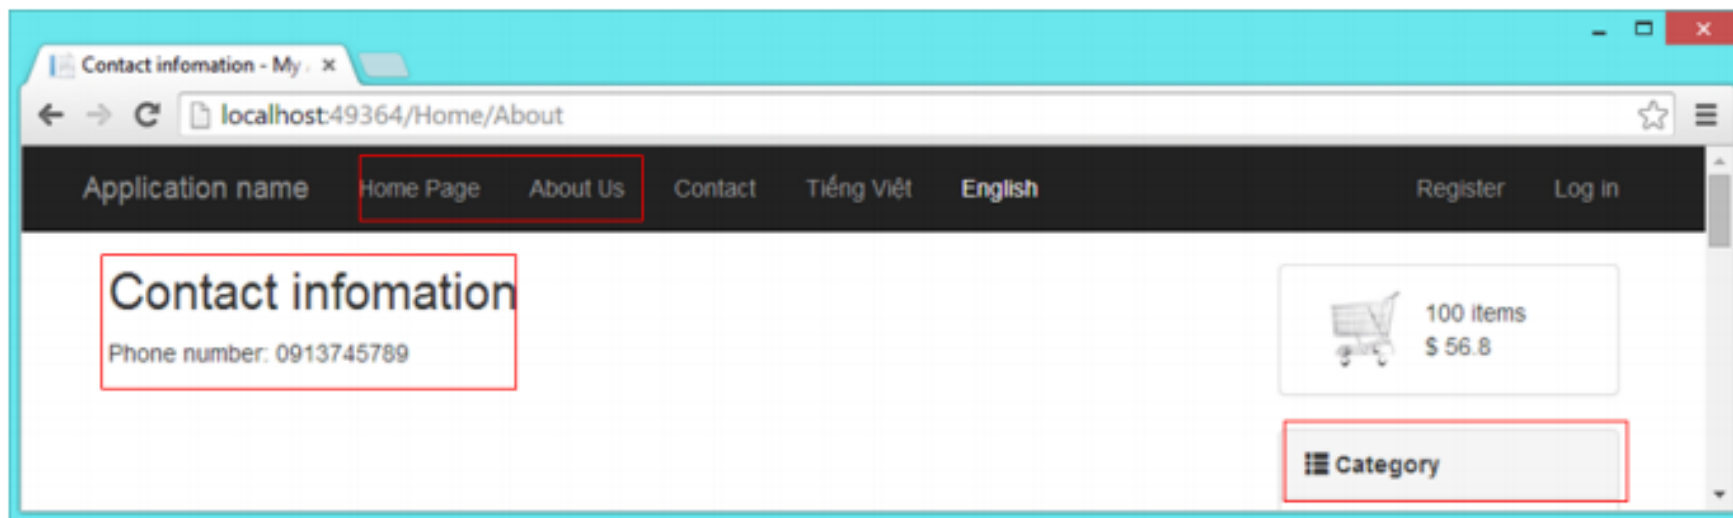 Contact infomation - My
localhost:49364/Home/About
Application name Home Page About Us Contact Tiếng Việt English Register Log in
Contact infomation
Phone number: 0913745789
100 items
$ 56.8
Category